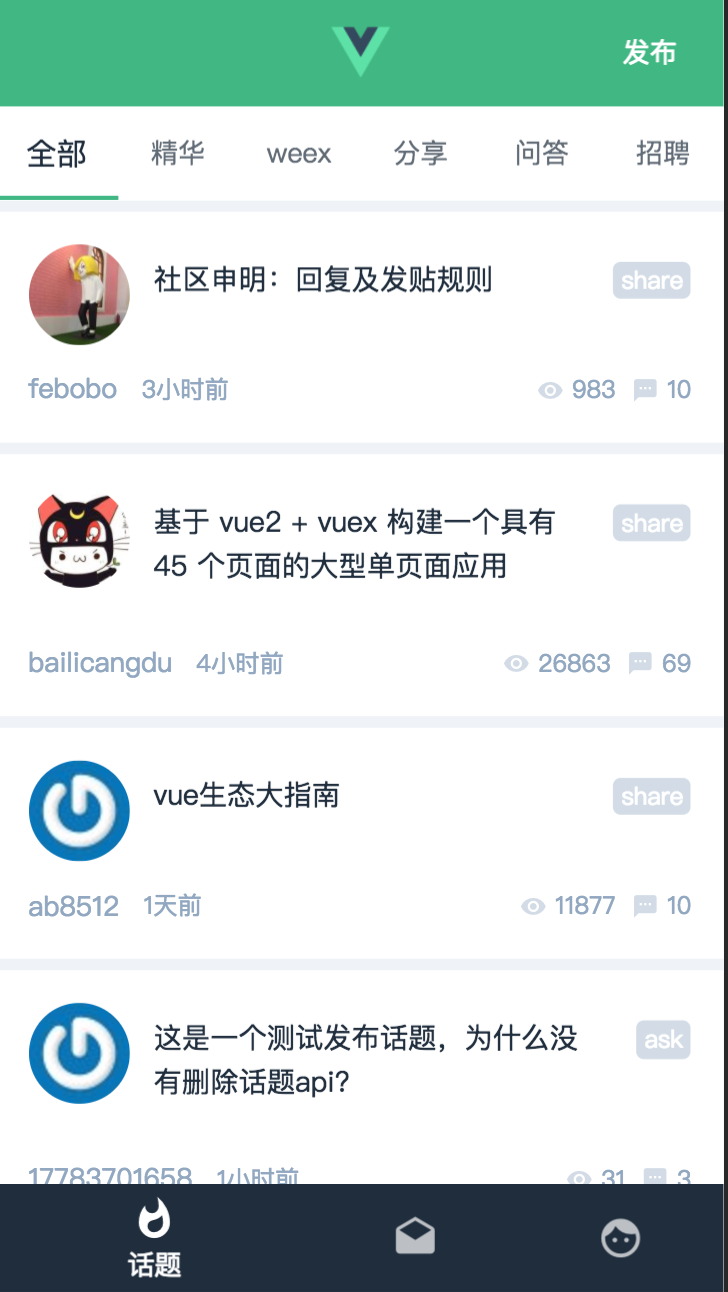 发布
全部 精华 weex 分享 问答 招聘
社区申明：回复及发贴规则 share
febobo 3小时前 983 10
基于 vue2 + vuex 构建一个具有 share
45 个页面的大型单页面应用
bailicangdu 4小时前 26863 69
vue生态大指南 share
ab8512 1天前 11877 10
这是一个测试发布话题，为什么没 ask
有删除话题api?
17783701658 1小时前 31 3
话题